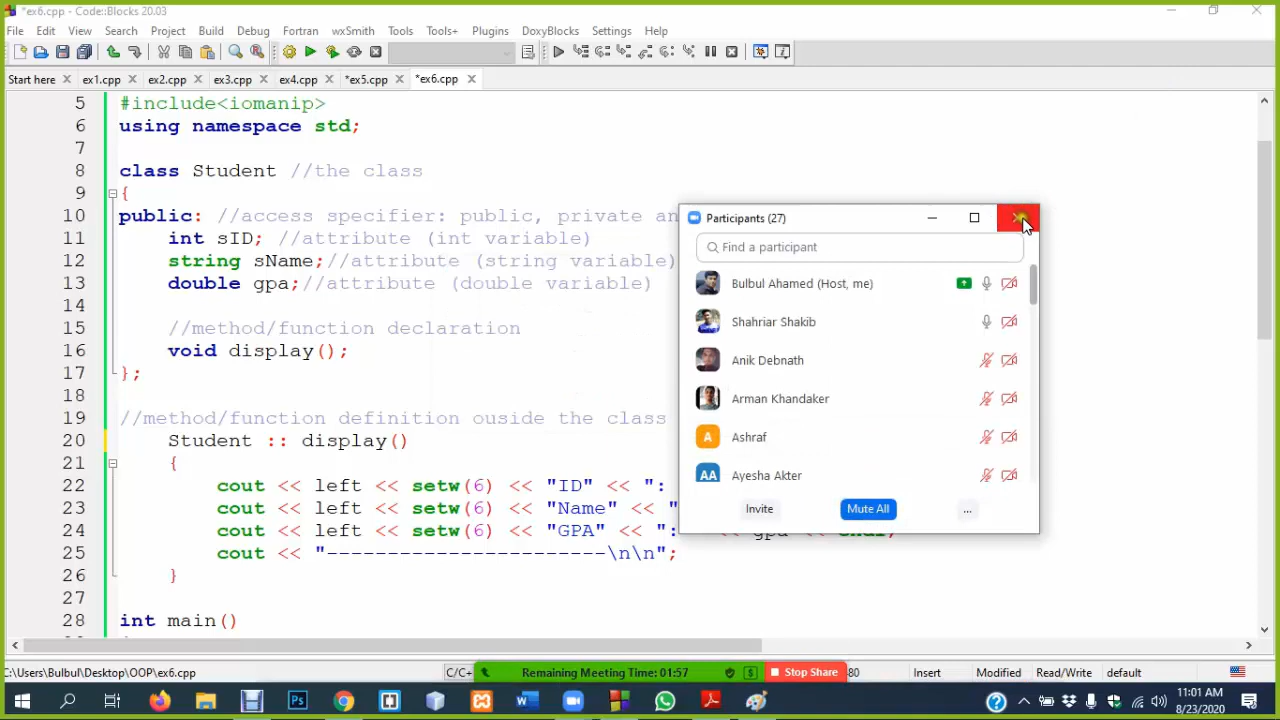 *ex6.cpp - Code::Blocks 20.03
File Edit View Search Project Build Debug Fortran wxSmith Tools Tools+ Plugins DoxyBlocks Settings Help
Start here ex1.cpp ex2.cpp ex3.cpp ex4.cpp *ex5.cpp *ex6.cpp
5 #include<iomanip>
6 using namespace std;
7
8 class Student //the class
9 {
10 public: //access specifier: public, private an
11 int sID; //attribute (int variable)
12 string sName;//attribute (string variable)
13 double gpa;//attribute (double variable)
14
15 //method/function declaration
16 void display();
17 };
18
19 //method/function definition ouside the class
20 Student :: display()
21 {
22 cout << left << setw(6) << "ID" << ":
23 cout << left << setw(6) << "Name" << "
24 cout << left << setw(6) << "GPA" << ": << gpa << endl;
25 cout << "-----------------------\n\n";
26 }
27
28 int main()
Participants (27)
Find a participant
Bulbul Ahamed (Host, me)
Shahriar Shakib
Anik Debnath
Arman Khandaker
A Ashraf
AA Ayesha Akter
Invite Mute All ...
C:\Users\Bulbul\Desktop\OOP\ex6.cpp C/C+ Remaining Meeting Time: 01:57 Stop Share 80 Insert Modified Read/Write default
11:01 AM
8/23/2020